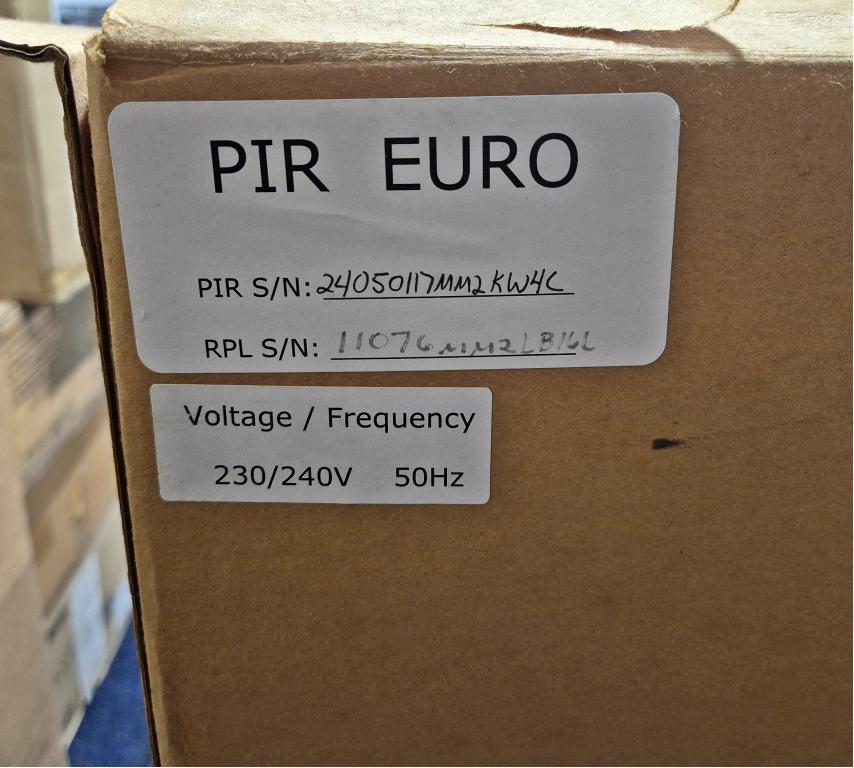 PIR EURO
PIR S/N: 24050117MM2KW4C
RPL S/N: 11076MM2LB16L
Voltage / Frequency
230/240V 50Hz